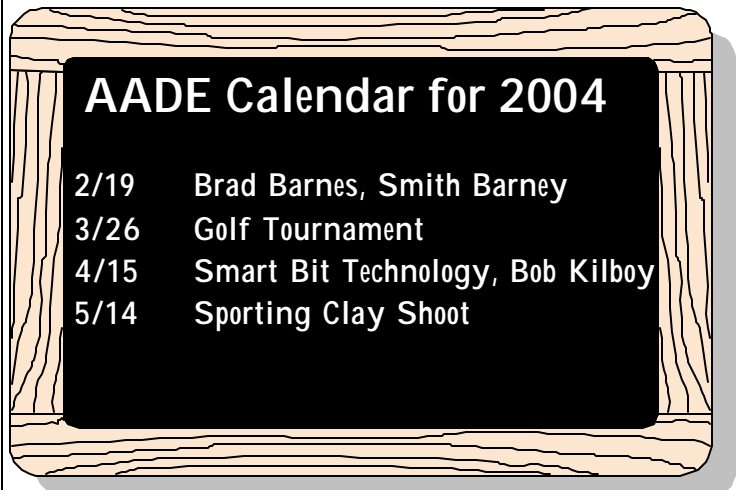 AADE Calendar for 2004
2/19 Brad Barnes, Smith Barney
3/26 Golf Tournament
4/15 Smart Bit Technology, Bob Kilboy
5/14 Sporting Clay Shoot